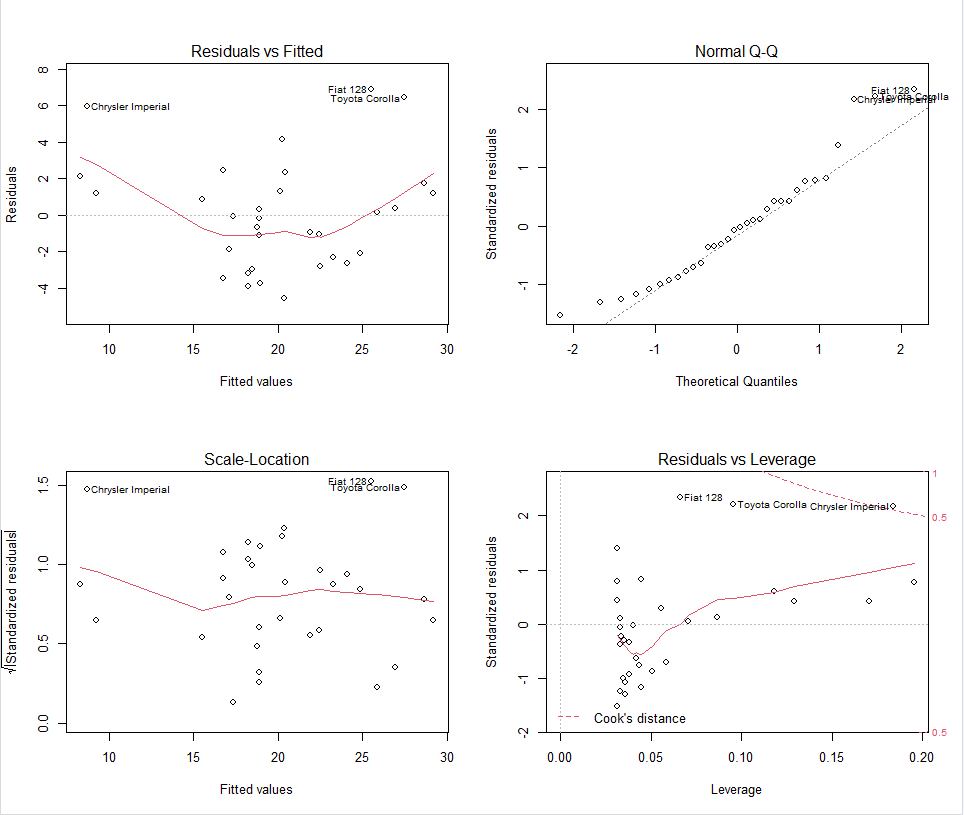 Residuals vs Fitted
Residuals
8
6
4
2
0
-4
Fiat 128
Toyota Corolla
Chrysler Imperial
10 15 20 25 30
Fitted values
Normal Q-Q
Standardized residuals
2
1
0
-1
Fiat 128
Toyota Corolla
Chrysler Imperial
-2 -1 0 1 2
Theoretical Quantiles
Scale-Location
√|Standardized residuals|
1.5
1.0
0.5
0.0
Fiat 128
Toyota Corolla
Chrysler Imperial
10 15 20 25 30
Fitted values
Residuals vs Leverage
Standardized residuals
2
1
0
-1
-2
Fiat 128
Toyota Corolla Chrysler Imperial
1
0.5
0.5
Cook's distance
0.00 0.05 0.10 0.15 0.20
Leverage